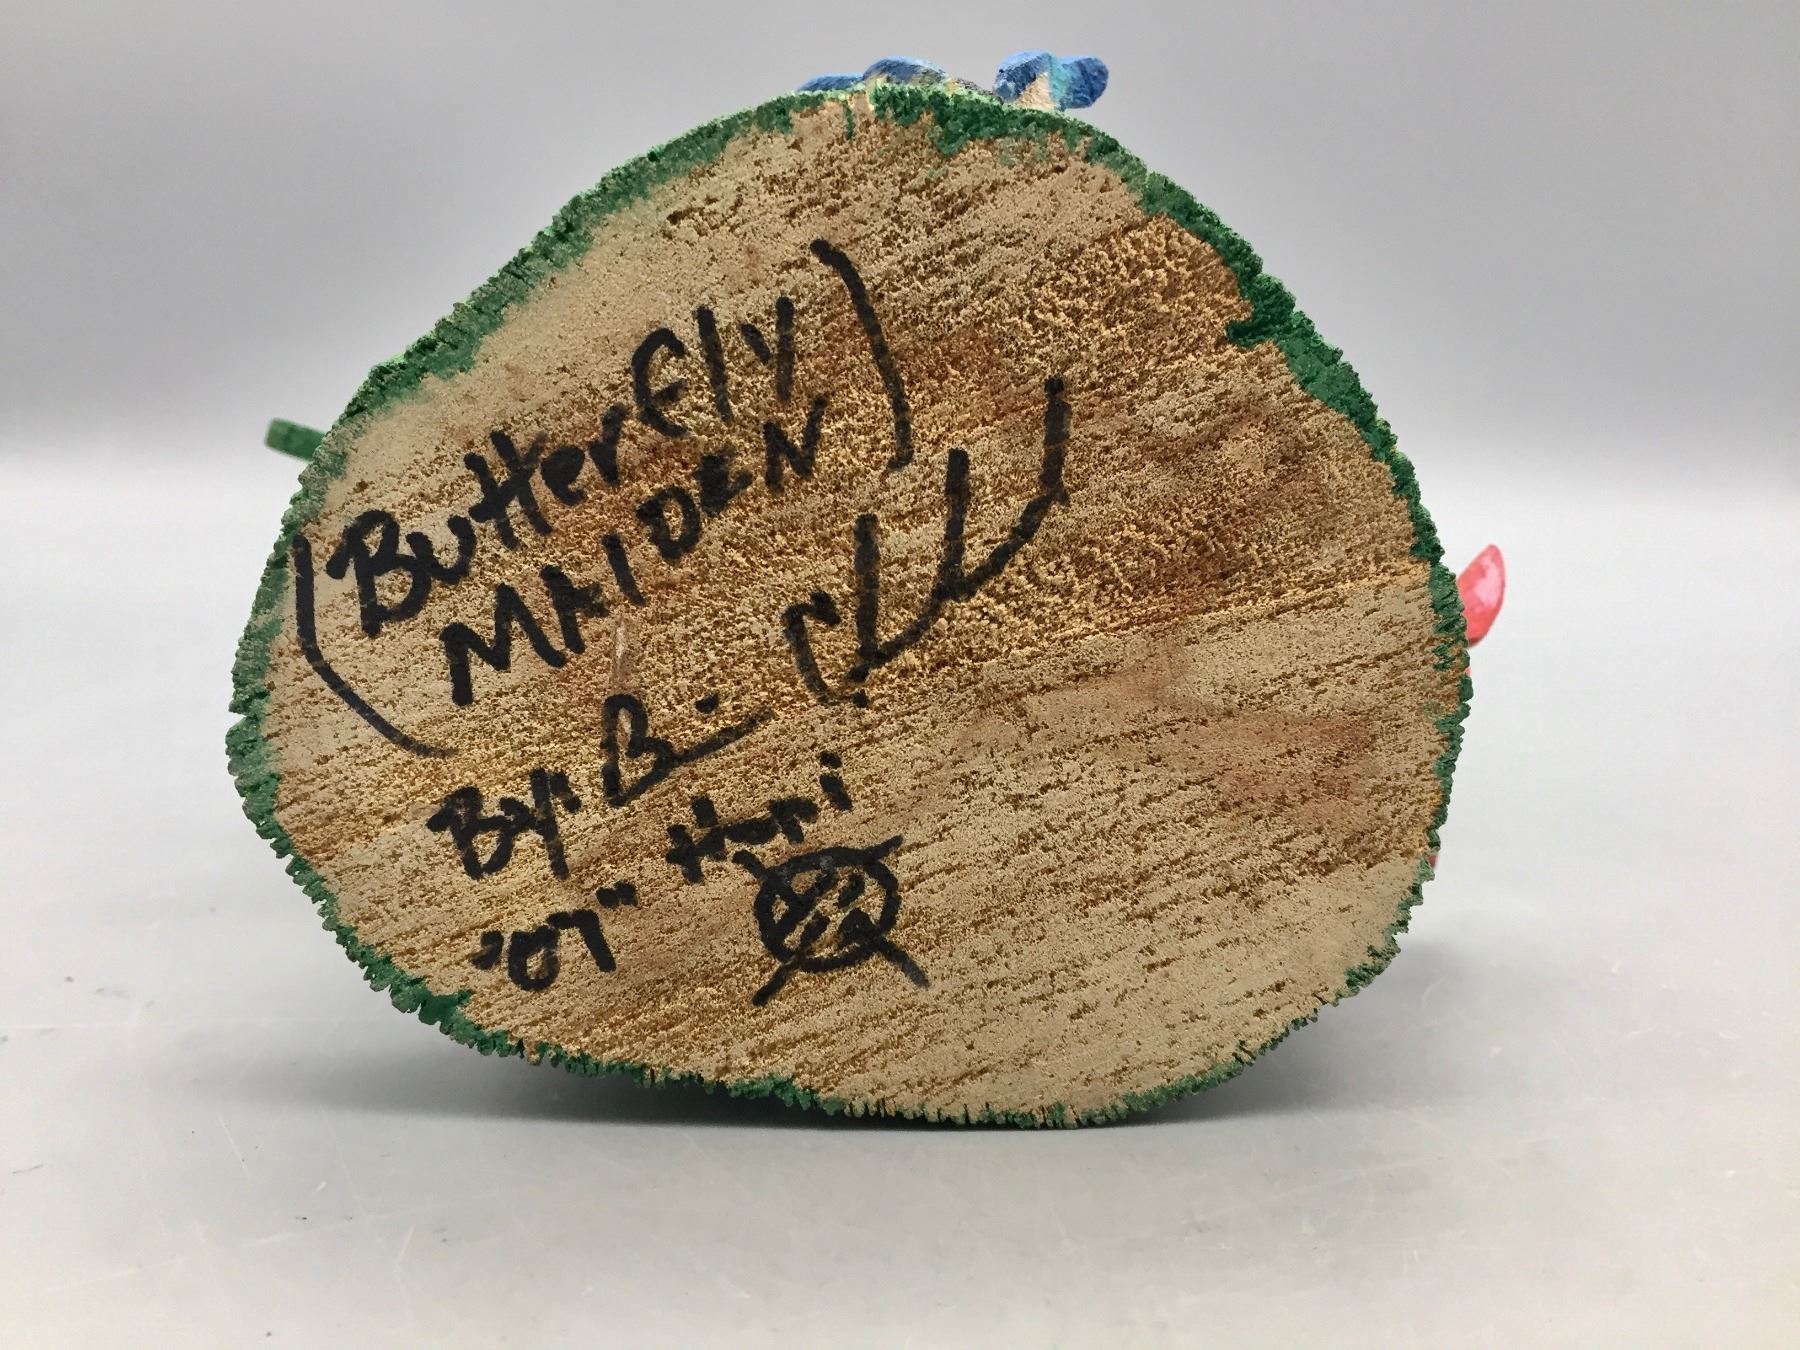 (Butterfly
MAIDEN)
By: B
Hopi
'07"